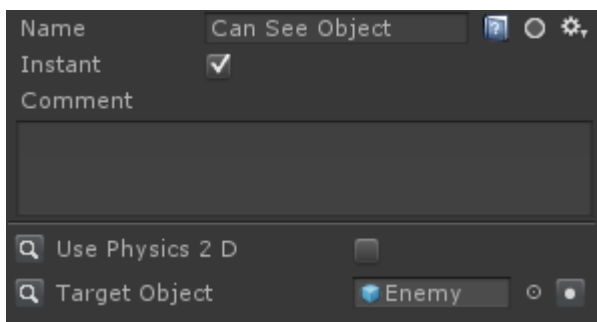 Name Can See Object
Instant
Comment
Use Physics 2 D
Target Object Enemy